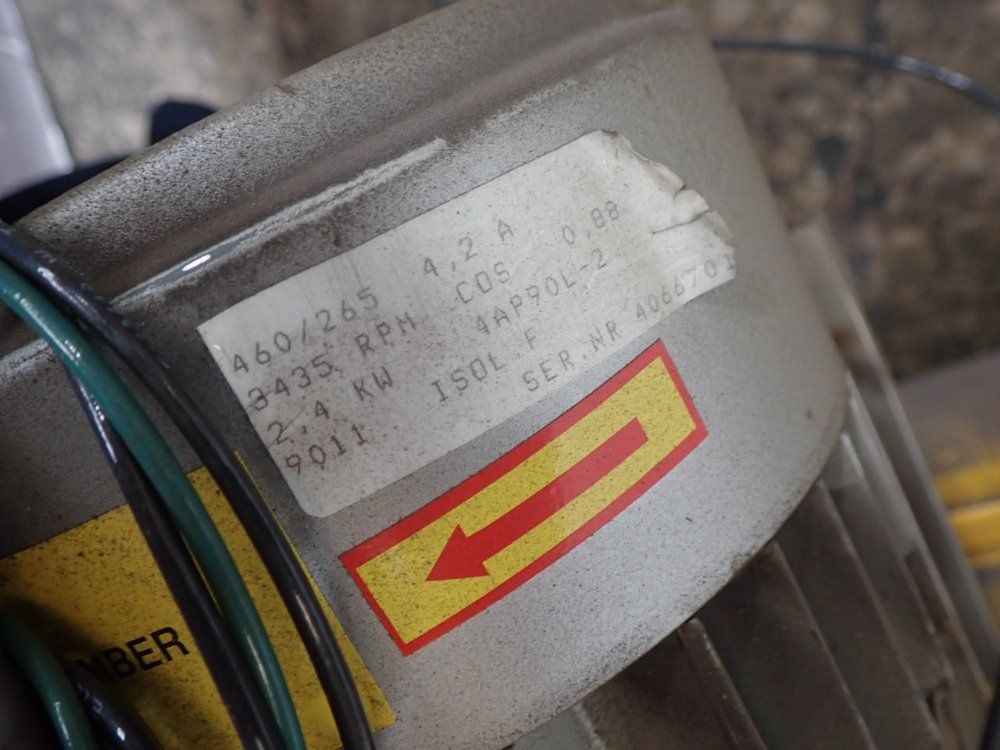 460/265 4,2 A
3435 RPM COS 0,88
2,4 KW 4AP90L-2
9011 ISOL.F
SER.NR 4066701
MBER